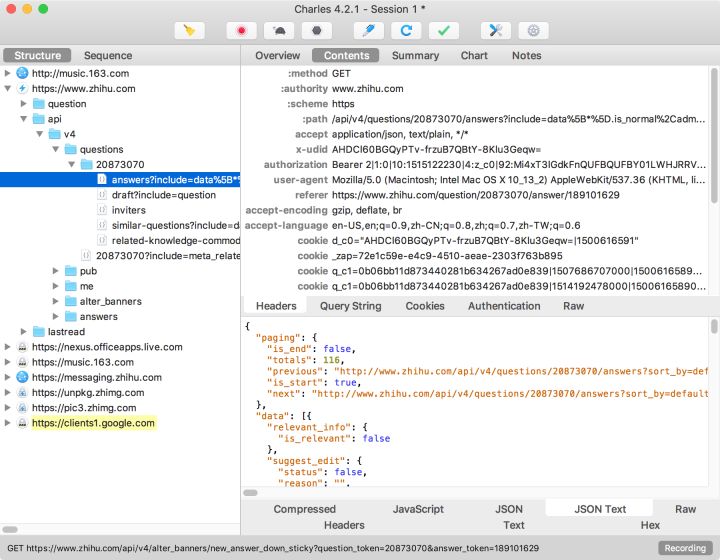 Charles 4.2.1 - Session 1 *
Structure
Sequence
http://music.163.com
https://www.zhihu.com
question
api
v4
questions
20873070
answers?include=data%5B*%
draft?include=question
inviters
similar-questions?include=d
related-knowledge-commod
20873070?include=meta_relate
pub
me
alter_banners
answers
lastread
https://nexus.officeapps.live.com
https://music.163.com
https://messaging.zhihu.com
https://unpkg.zhimg.com
https://pic3.zhimg.com
https://clients1.google.com
Overview Contents Summary Chart Notes
:method GET
:authority www.zhihu.com
:scheme https
:path /api/v4/questions/20873070/answers?include=data%5B*%5D.is_normal%2Cadm...
accept application/json, text/plain, */*
x-udid AHDCI60BGQyPTv-frzuB7QBtY-8Klu3Geqw=
authorization Bearer 2|1:0|10:1515122230|4:z_c0|92:Mi4xT3lGdkFnQUFBQUFBY01LWHJRRV...
user-agent Mozilla/5.0 (Macintosh; Intel Mac OS X 10_13_2) AppleWebKit/537.36 (KHTML, li...
referer https://www.zhihu.com/question/20873070/answer/189101629
accept-encoding gzip, deflate, br
accept-language en-US,en;q=0.9,zh-CN;q=0.8,zh;q=0.7,zh-TW;q=0.6
cookie d_c0="AHDCI60BGQyPTv-frzuB7QBtY-8Klu3Geqw=|1500616591"
cookie _zap=72e1c59e-e4c9-4510-aeae-2303f763b895
cookie q_c1=0b06bb11d873440281b634267ad0e839|1507686707000|1500616589...
cookie q_c1=0b06bb11d873440281b634267ad0e839|1514192478000|15006165890...
Headers Query String Cookies Authentication Raw
{
"paging": {
"is_end": false,
"totals": 116,
"previous": "http://www.zhihu.com/api/v4/questions/20873070/answers?sort_by=def
"is_start": true,
"next": "http://www.zhihu.com/api/v4/questions/20873070/answers?sort_by=default
},
"data": [{
"relevant_info": {
"is_relevant": false
},
"suggest_edit": {
"status": false,
"reason": "",
Compressed JavaScript JSON JSON Text Raw
Headers Text Hex
GET https://www.zhihu.com/api/v4/alter_banners/new_answer_down_sticky?question_token=20873070&answer_token=189101629
Recording